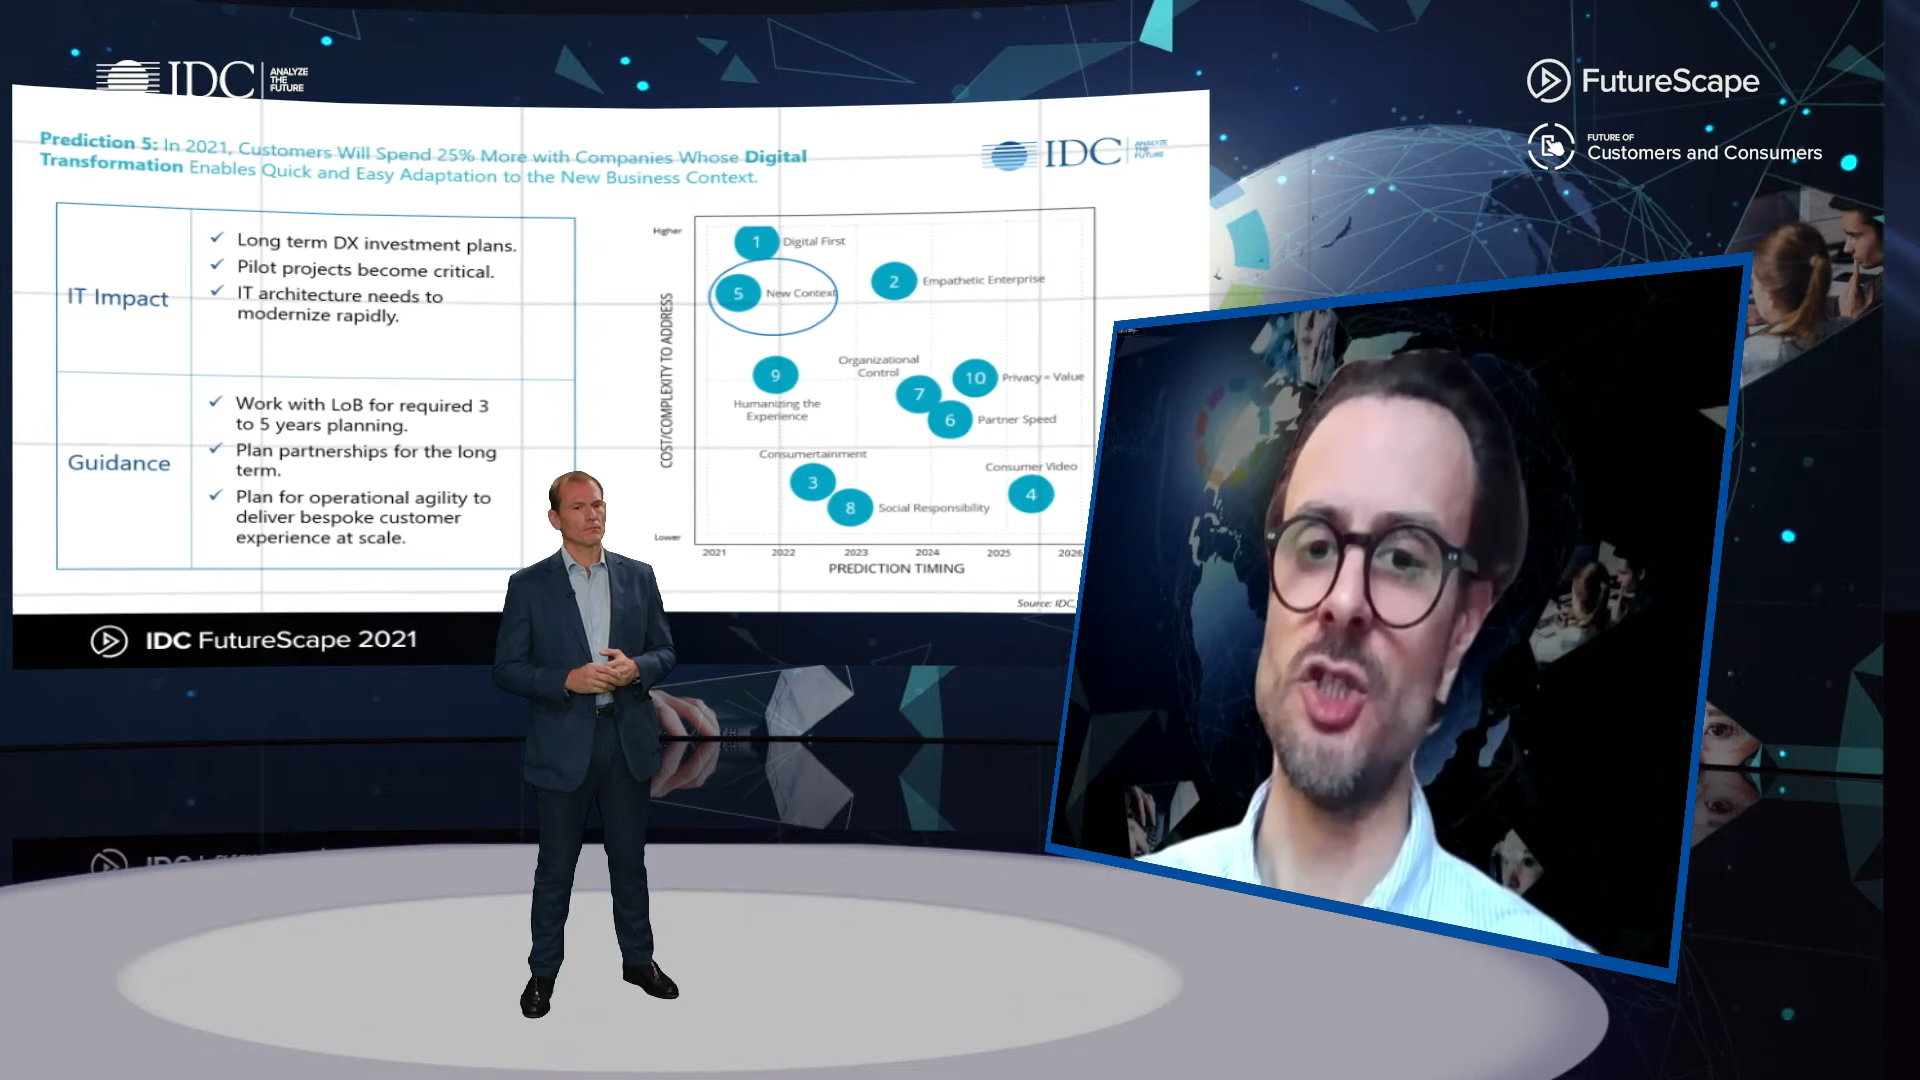 IDC
ANALYZE
THE
FUTURE
FutureScape
FUTURE OF
Customers and Consumers
Prediction 5: In 2021, Customers Will Spend 25% More with Companies Whose Digital
Transformation Enables Quick and Easy Adaptation to the New Business Context.
IDC
ANALYZE
THE
FUTURE
IT Impact
✓ Long term DX investment plans.
✓ Pilot projects become critical.
✓ IT architecture needs to
modernize rapidly.
Guidance
✓ Work with LoB for required 3
to 5 years planning.
✓ Plan partnerships for the long
term.
✓ Plan for operational agility to
deliver bespoke customer
experience at scale.
COST/COMPLEXITY TO ADDRESS
Higher
Lower
1 Digital First
5 New Context
2 Empathetic Enterprise
9
Humanizing the
Experience
Organizational
Control
7
10 Privacy = Value
6 Partner Speed
Consumertainment
3
8 Social Responsibility
Consumer Video
4
2021 2022 2023 2024 2025 2026
PREDICTION TIMING
Source: IDC,
IDC FutureScape 2021